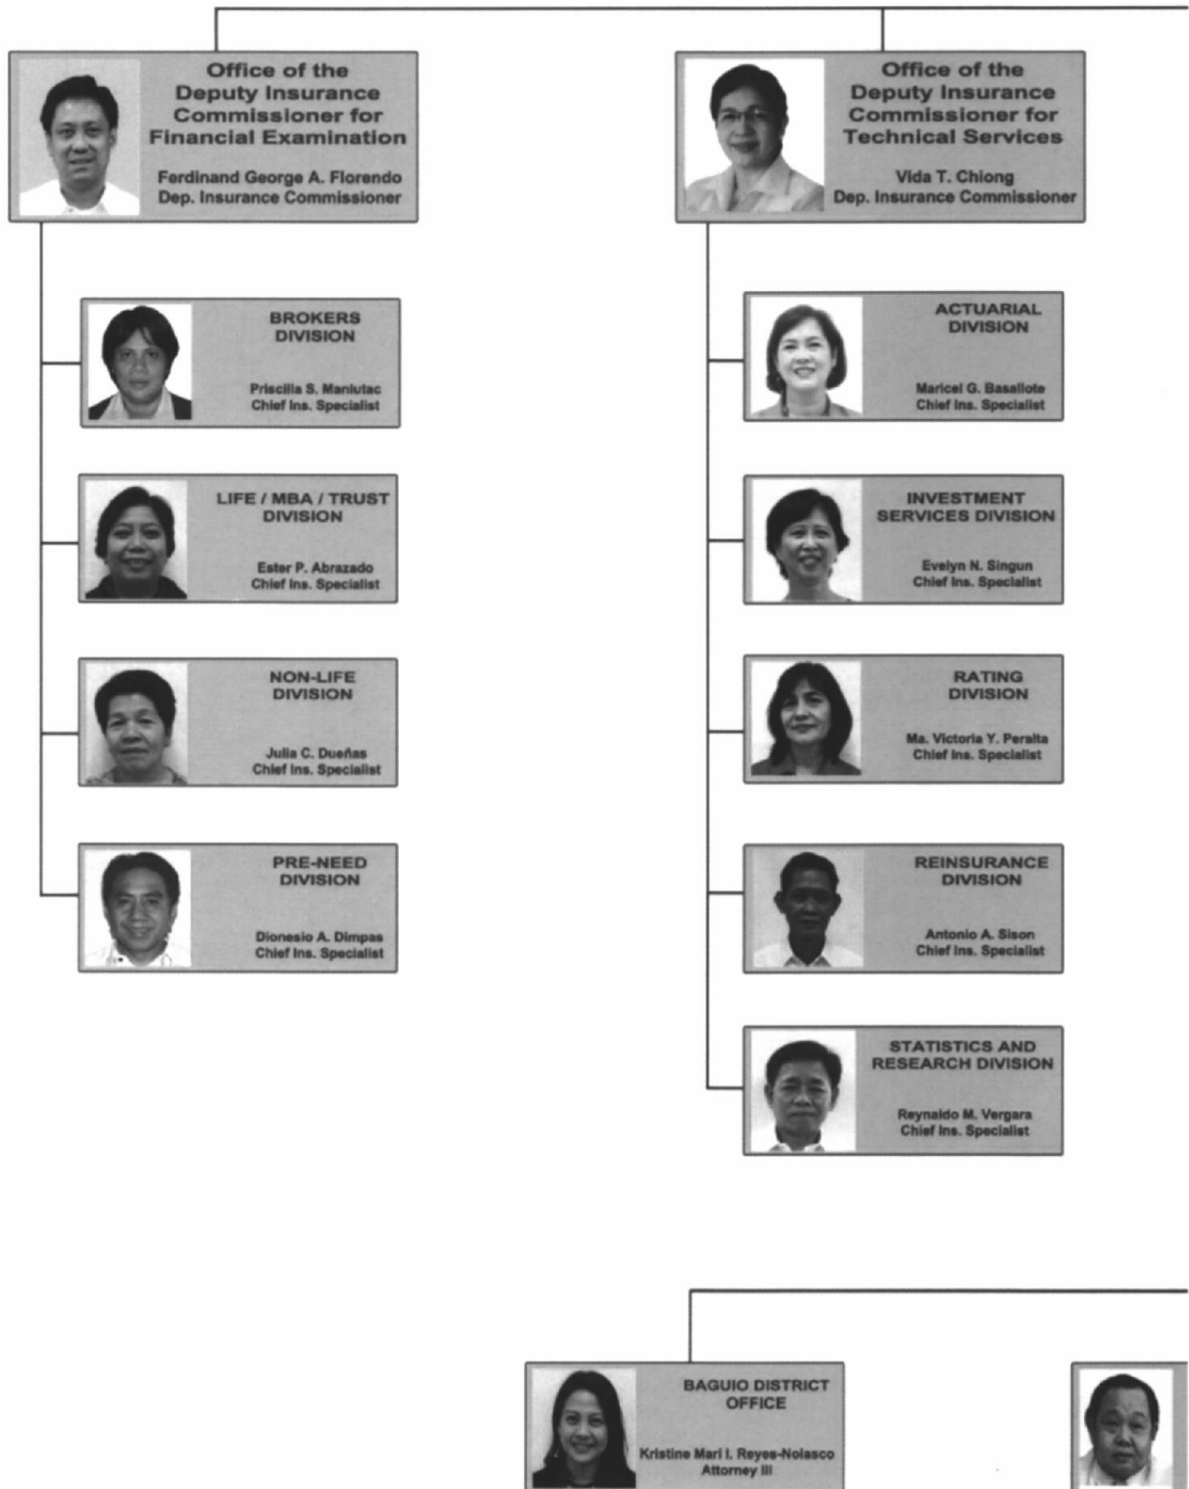 Office of the
Deputy Insurance
Commissioner for
Financial Examination
Ferdinand George A. Florendo
Dep. Insurance Commissioner
BROKERS
DIVISION
Priscilla S. Maniutac
Chief Ins. Specialist
LIFE / MBA / TRUST
DIVISION
Ester P. Abrazado
Chief Ins. Specialist
NON-LIFE
DIVISION
Julia C. Dueñas
Chief Ins. Specialist
PRE-NEED
DIVISION
Dionesio A. Dimpas
Chief Ins. Specialist
Office of the
Deputy Insurance
Commissioner for
Technical Services
Vida T. Chiong
Dep. Insurance Commissioner
ACTUARIAL
DIVISION
Maricel G. Basallote
Chief Ins. Specialist
INVESTMENT
SERVICES DIVISION
Evelyn N. Singun
Chief Ins. Specialist
RATING
DIVISION
Ma. Victoria Y. Peralta
Chief Ins. Specialist
REINSURANCE
DIVISION
Antonio A. Sison
Chief Ins. Specialist
STATISTICS AND
RESEARCH DIVISION
Reynaldo M. Vergara
Chief Ins. Specialist
BAGUIO DISTRICT
OFFICE
Kristine Marl I. Reyes-Nolasco
Attorney III